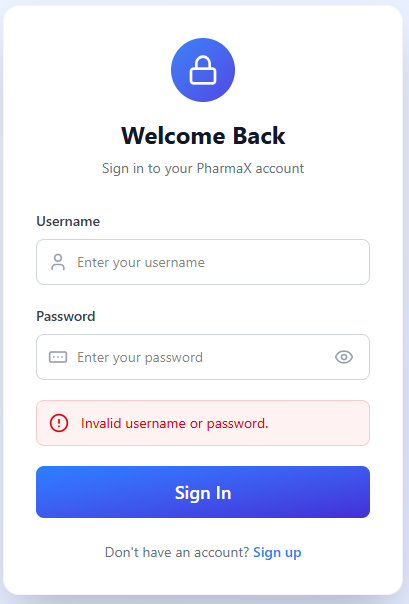 Welcome Back
Sign in to your PharmaX account
Username
Enter your username
Password
Enter your password
Invalid username or password.
Sign In
Don't have an account? Sign up